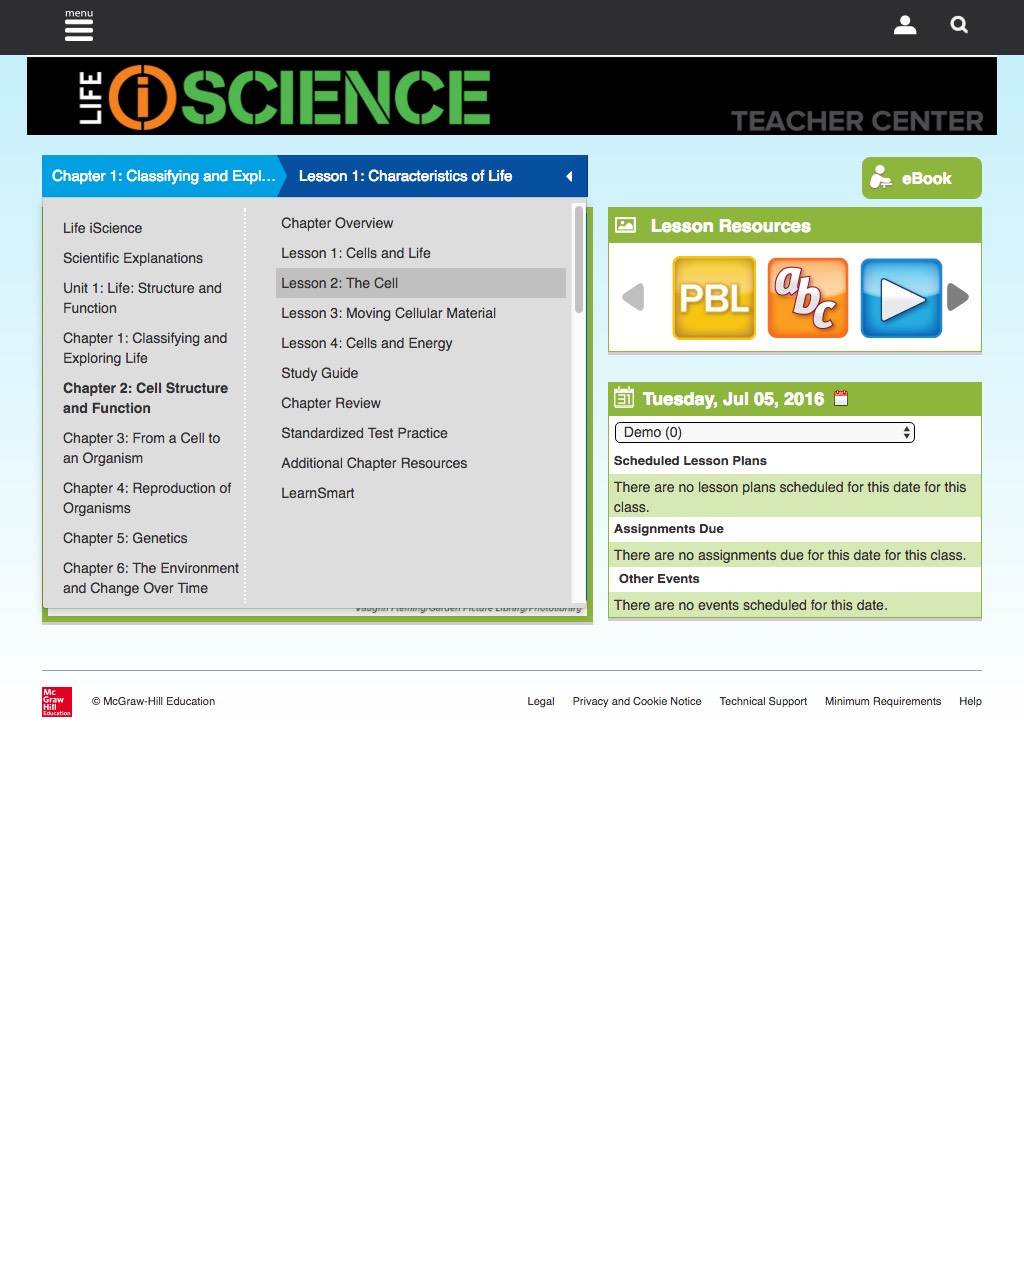 menu
LIFE iSCIENCE
TEACHER CENTER
Chapter 1: Classifying and Expl...
Lesson 1: Characteristics of Life
eBook
Life iScience
Scientific Explanations
Unit 1: Life: Structure and
Function
Chapter 1: Classifying and
Exploring Life
Chapter 2: Cell Structure
and Function
Chapter 3: From a Cell to
an Organism
Chapter 4: Reproduction of
Organisms
Chapter 5: Genetics
Chapter 6: The Environment
and Change Over Time
Chapter Overview
Lesson 1: Cells and Life
Lesson 2: The Cell
Lesson 3: Moving Cellular Material
Lesson 4: Cells and Energy
Study Guide
Chapter Review
Standardized Test Practice
Additional Chapter Resources
LearnSmart
Vaughn Fleming/Garden Picture Library/Photolibrary
Lesson Resources
PBL
abc
31
Tuesday, Jul 05, 2016
Demo (0)
Scheduled Lesson Plans
There are no lesson plans scheduled for this date for this
class.
Assignments Due
There are no assignments due for this date for this class.
Other Events
There are no events scheduled for this date.
Mc
Graw
Hill
Education
© McGraw-Hill Education
Legal
Privacy and Cookie Notice
Technical Support
Minimum Requirements
Help